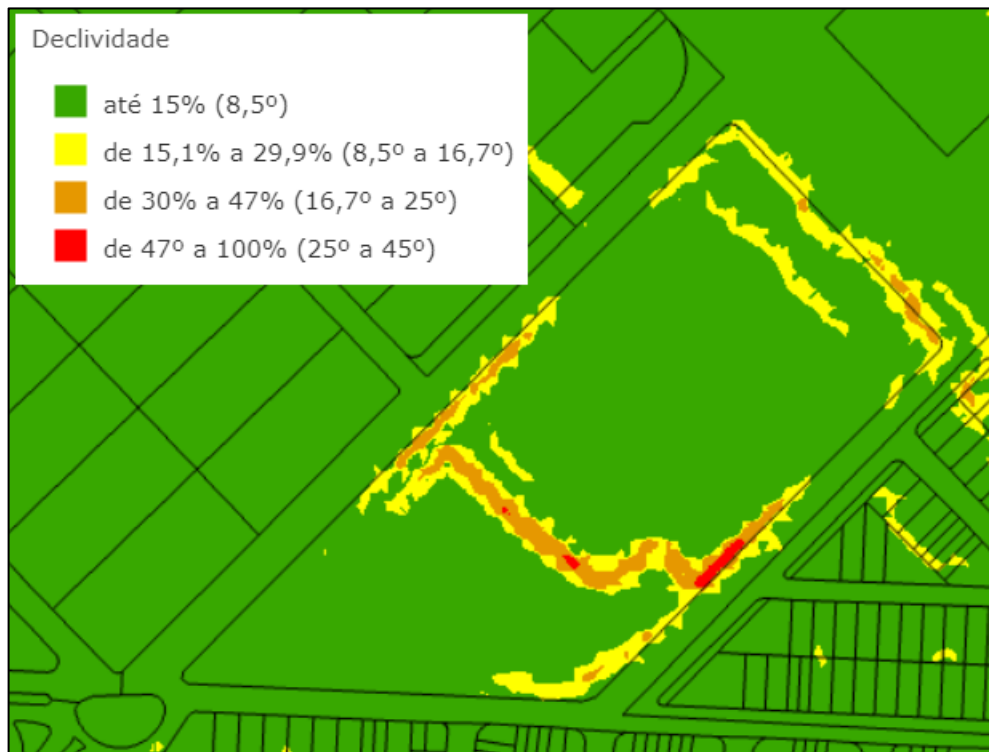 Declividade
até 15% (8,5º)
de 15,1% a 29,9% (8,5º a 16,7º)
de 30% a 47% (16,7º a 25º)
de 47º a 100% (25º a 45º)